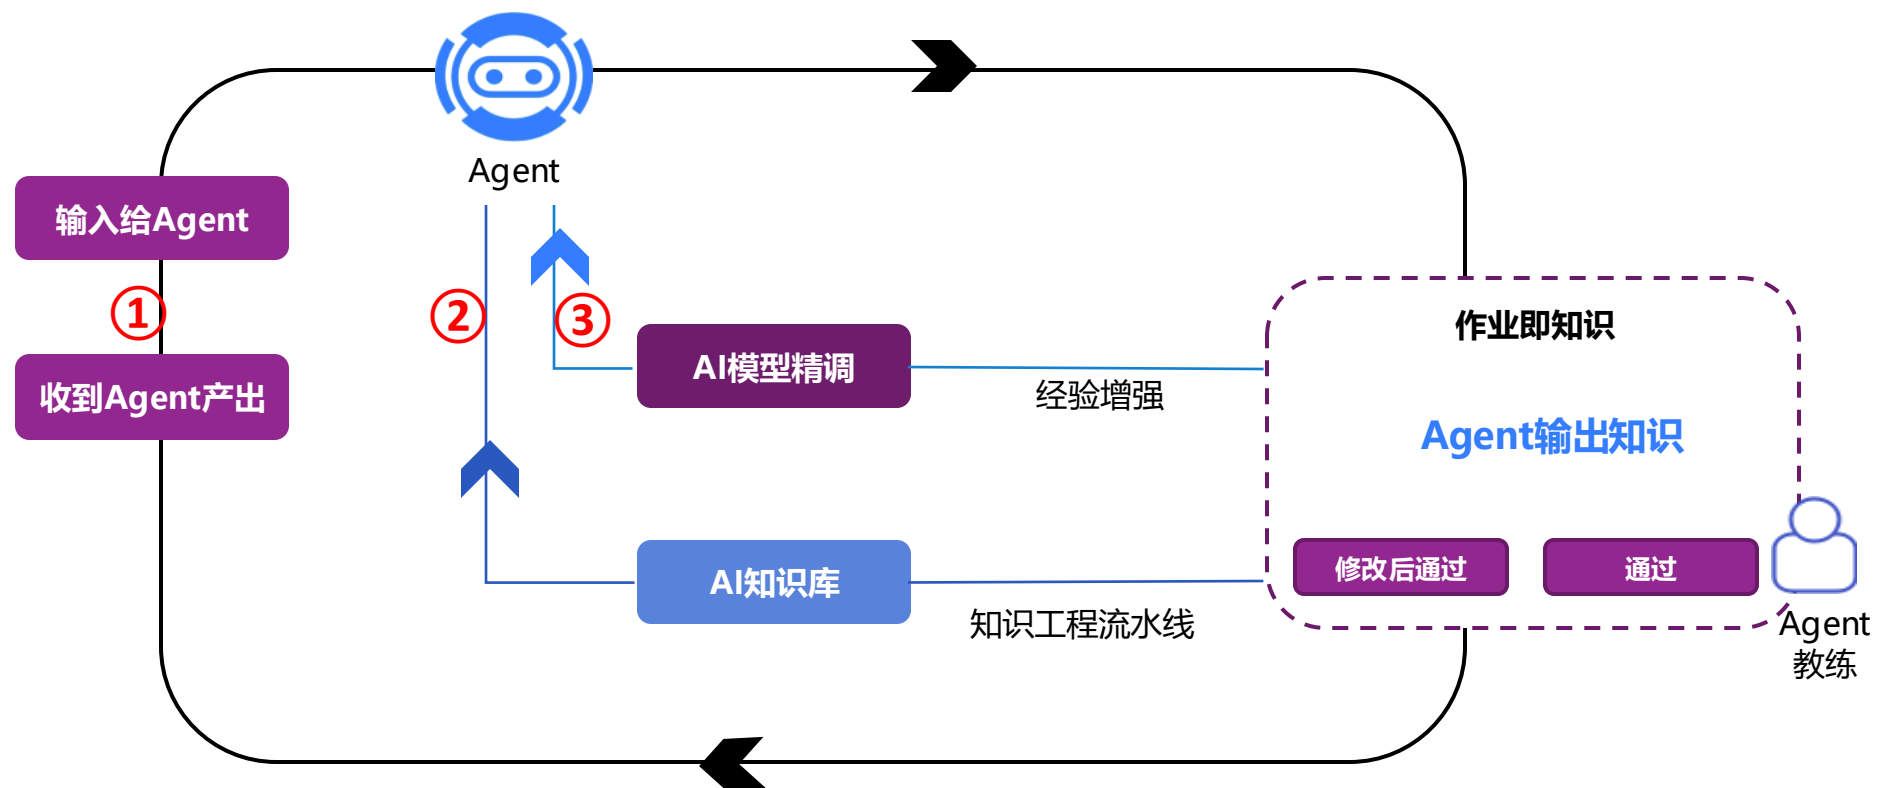 Agent
输入给Agent
①
收到Agent产出
②
③
AI模型精调
经验增强
AI知识库
知识工程流水线
作业即知识
Agent输出知识
修改后通过
通过
Agent
教练